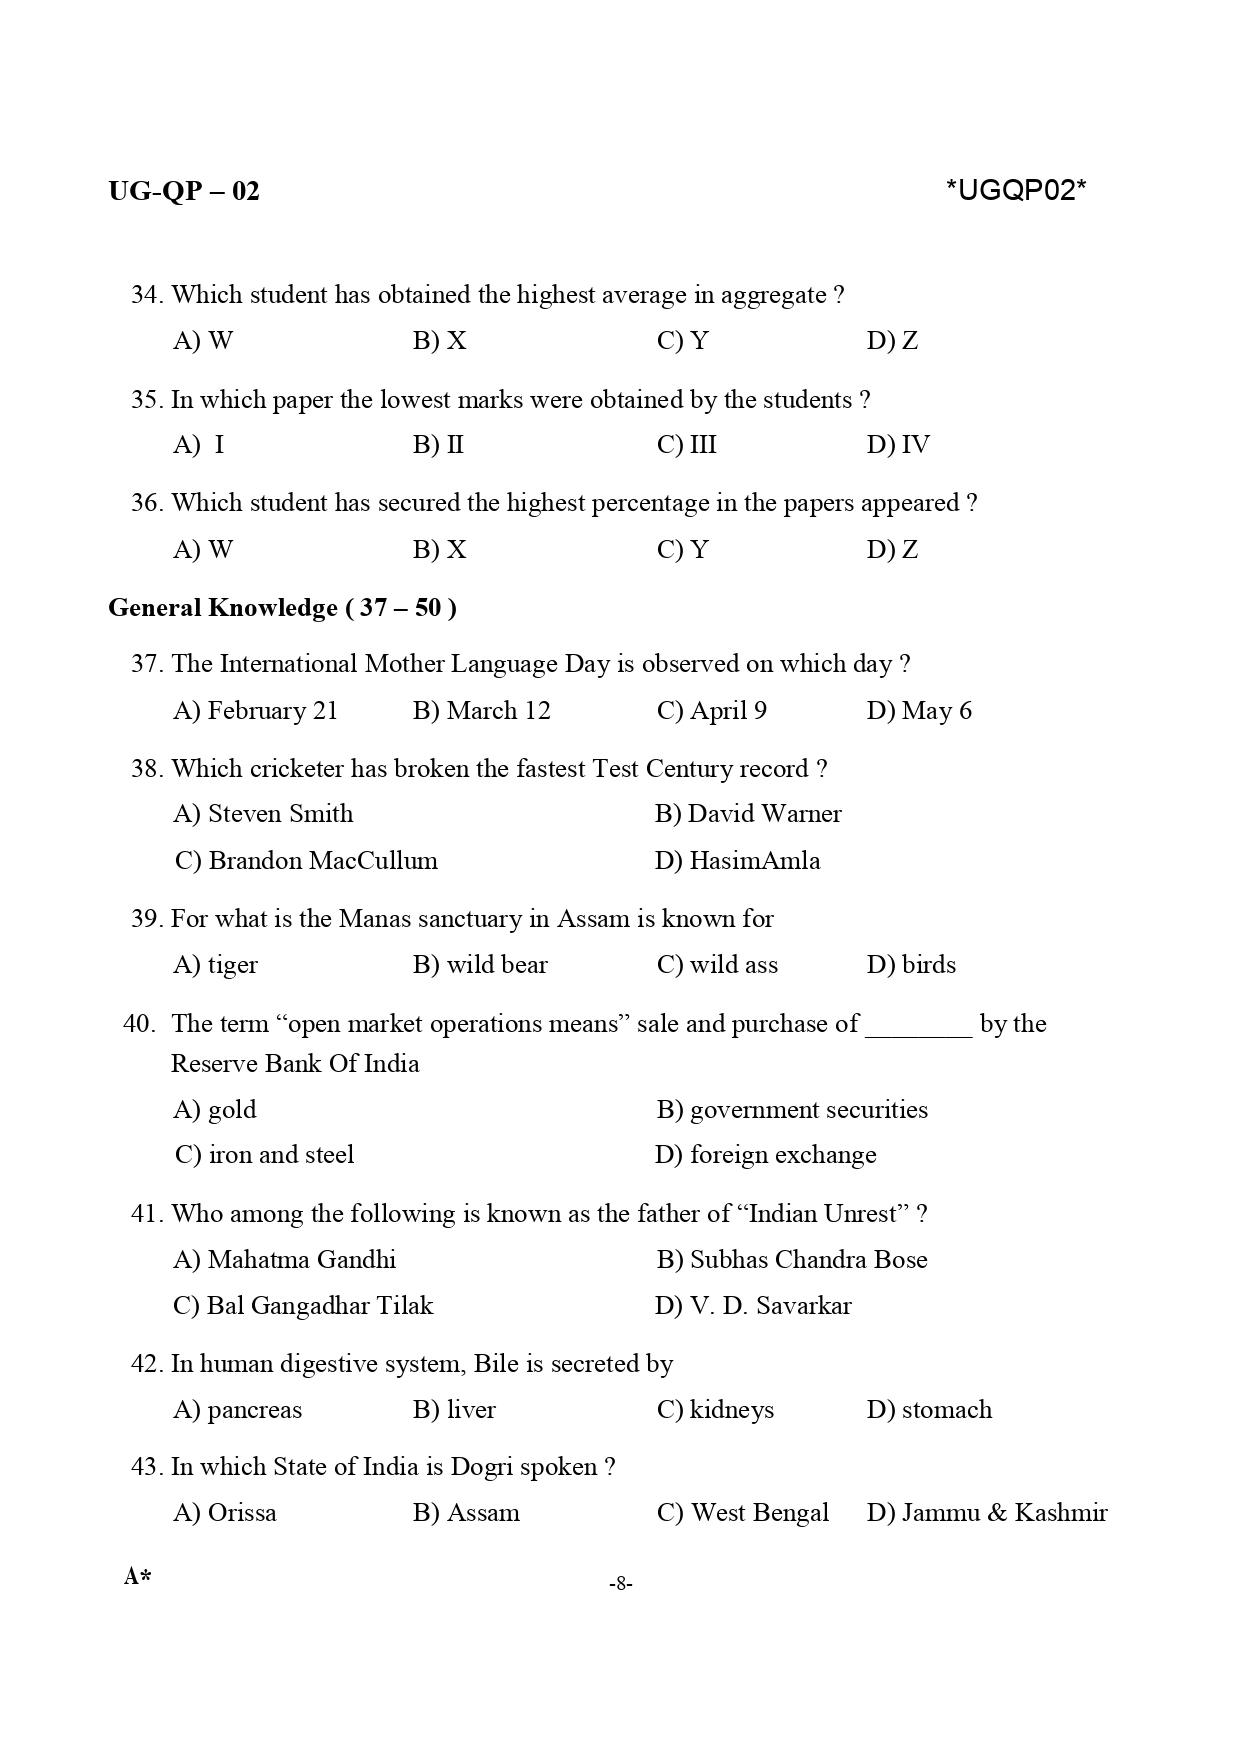 UG-QP – 02 *UGQP02*
34. Which student has obtained the highest average in aggregate ?
A) W B) X C) Y D) Z
35. In which paper the lowest marks were obtained by the students ?
A) I B) II C) III D) IV
36. Which student has secured the highest percentage in the papers appeared ?
A) W B) X C) Y D) Z
General Knowledge ( 37 – 50 )
37. The International Mother Language Day is observed on which day ?
A) February 21 B) March 12 C) April 9 D) May 6
38. Which cricketer has broken the fastest Test Century record ?
A) Steven Smith B) David Warner
C) Brandon MacCullum D) HasimAmla
39. For what is the Manas sanctuary in Assam is known for
A) tiger B) wild bear C) wild ass D) birds
40. The term “open market operations means” sale and purchase of ________ by the
Reserve Bank Of India
A) gold B) government securities
C) iron and steel D) foreign exchange
41. Who among the following is known as the father of “Indian Unrest” ?
A) Mahatma Gandhi B) Subhas Chandra Bose
C) Bal Gangadhar Tilak D) V. D. Savarkar
42. In human digestive system, Bile is secreted by
A) pancreas B) liver C) kidneys D) stomach
43. In which State of India is Dogri spoken ?
A) Orissa B) Assam C) West Bengal D) Jammu & Kashmir
A* -8-